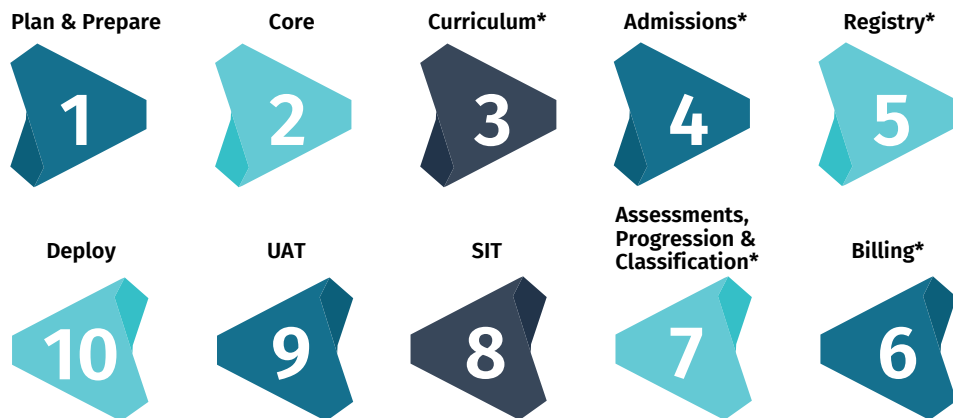 Plan & Prepare
Core
Curriculum*
Admissions*
Registry*
1
2
3
4
5
Deploy
UAT
SIT
Assessments,
Progression &
Classification*
Billing*
10
9
8
7
6